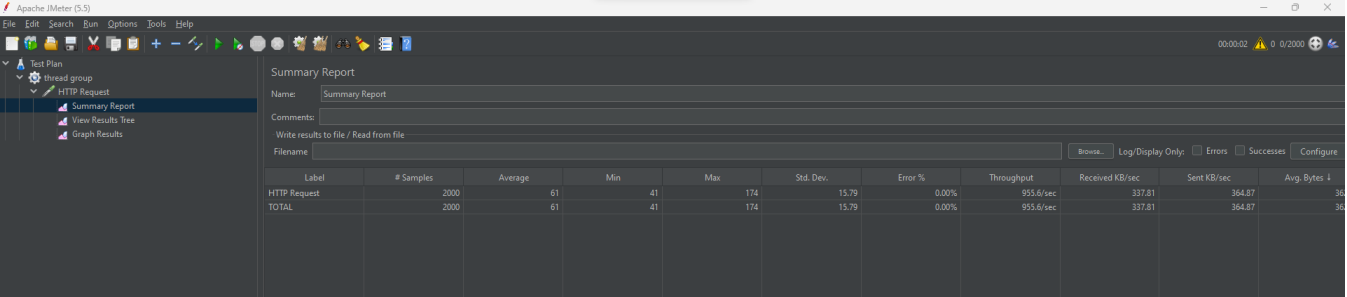 Apache JMeter (5.5)
File Edit Search Run Options Tools Help
00:00:02 0 0/2000
Test Plan
thread group
HTTP Request
Summary Report
View Results Tree
Graph Results
Summary Report
Name: Summary Report
Comments:
Write results to file / Read from file
Filename Browse... Log/Display Only: Errors Successes Configure
Label # Samples Average Min Max Std. Dev. Error % Throughput Received KB/sec Sent KB/sec Avg. Bytes ↓
HTTP Request 2000 61 41 174 15.79 0.00% 955.6/sec 337.81 364.87
TOTAL 2000 61 41 174 15.79 0.00% 955.6/sec 337.81 364.87